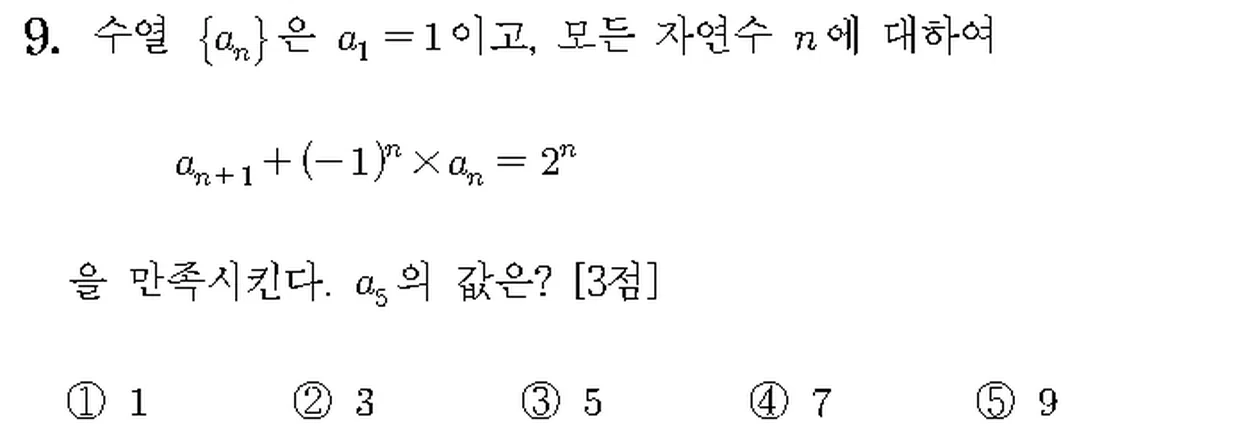 9. 수열 {aₙ}은 a₁ = 1이고, 모든 자연수 n에 대하여
aₙ₊₁ + (−1)ⁿ × aₙ = 2ⁿ
을 만족시킨다. a₅의 값은? [3점]
① 1 ② 3 ③ 5 ④ 7 ⑤ 9